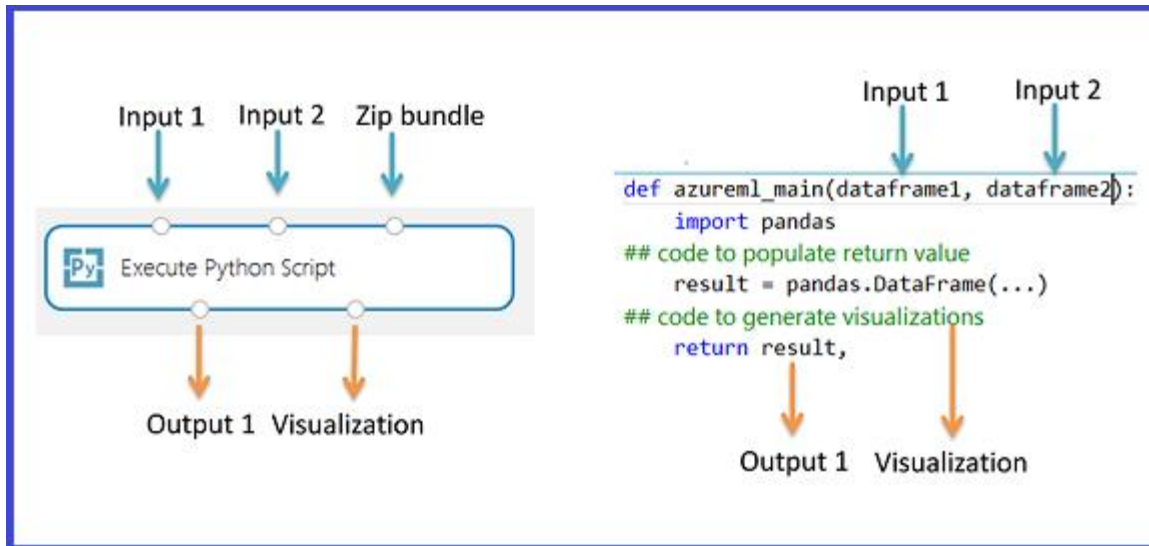 Input 1 Input 2 Zip bundle
Py Execute Python Script
Output 1 Visualization
Input 1 Input 2
def azureml_main(dataframe1, dataframe2):
import pandas
## code to populate return value
result = pandas.DataFrame(...)
## code to generate visualizations
return result,
Output 1 Visualization